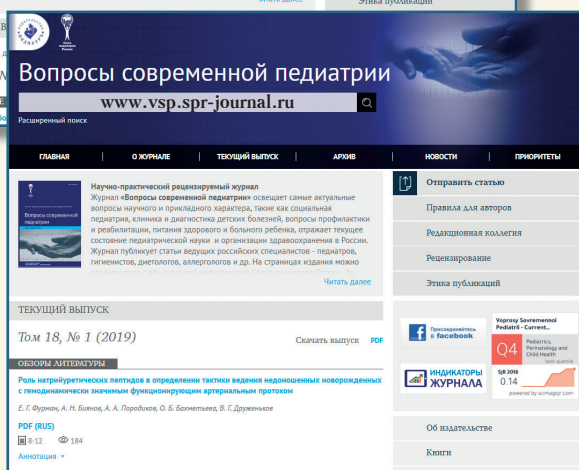 Читать далее
Этика публикаций
Вопросы современной педиатрии
www.vsp.spr-journal.ru
Расширенный поиск
ГЛАВНАЯ | О ЖУРНАЛЕ | ТЕКУЩИЙ ВЫПУСК | АРХИВ | НОВОСТИ | ПРИОРИТЕТЫ
Вопросы современной
педиатрии
Научно-практический рецензируемый журнал
Журнал «Вопросы современной педиатрии» освещает самые актуальные
вопросы научного и прикладного характера, такие как социальная
педиатрия, клиника и диагностика детских болезней, вопросы профилактики
и реабилитации, питания здорового и больного ребенка, отражает текущее
состояние педиатрической науки и организации здравоохранения в России.
Журнал публикует статьи ведущих российских специалистов - педиатров,
гигиенистов, диетологов, аллергологов и др. На страницах издания можно
Читать далее
Отправить статью
Правила для авторов
Редакционная коллегия
Рецензирование
Этика публикаций
ТЕКУЩИЙ ВЫПУСК
Том 18, № 1 (2019)
Скачать выпуск PDF
ОБЗОРЫ ЛИТЕРАТУРЫ
Роль натрийуретических пептидов в определении тактики ведения недоношенных новорожденных
с гемодинамически значимым функционирующим артериальным протоком
Е. Г. Фурман, А. Н. Биянов, А. А. Породиков, О. Б. Бахметьева, В. Г. Друженьков
PDF (RUS)
8-12 184
Аннотация
Присоединяйтесь
в facebook
ИНДИКАТОРЫ
ЖУРНАЛА
Voprosy Sovremennoi
Pediatrii - Current...
Q4
Pediatrics,
Perinatology and
Child Health
best quartile
SJR 2018
0.14
powered by scimagojr.com
Об издательстве
Книги